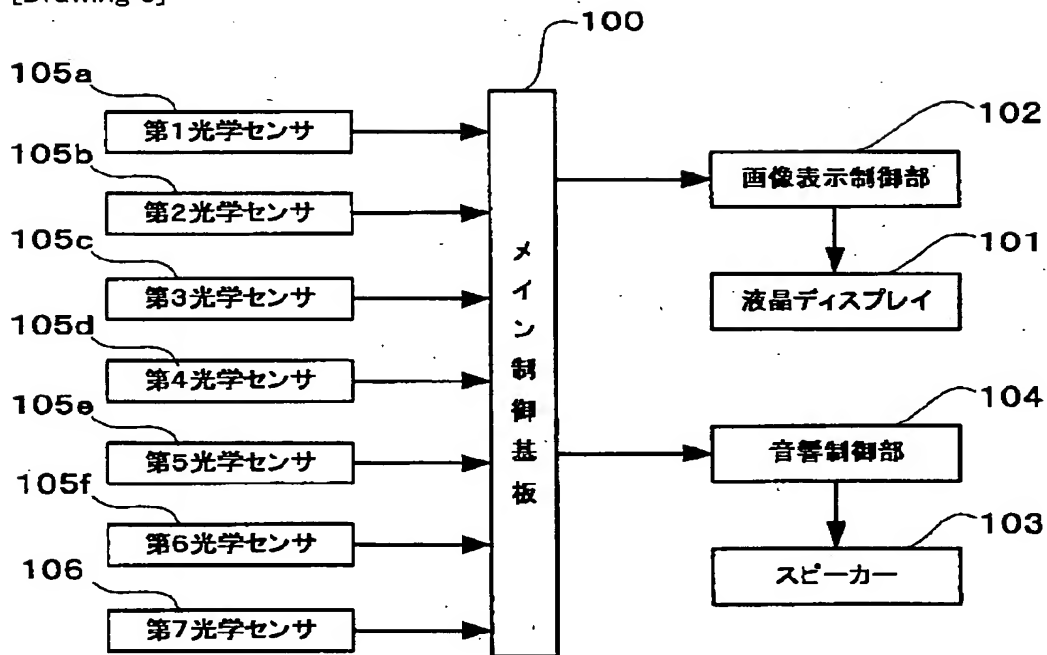 100
105a
第1光学センサ
102
105b
画像表示制御部
第2光学センサ
105c
101
第3光学センサ
液晶ディスプレイ
105d
第4光学センサ
メイン制御基板
104
105e
音響制御部
第5光学センサ
105f
103
第6光学センサ
スピーカー
106
第7光学センサ